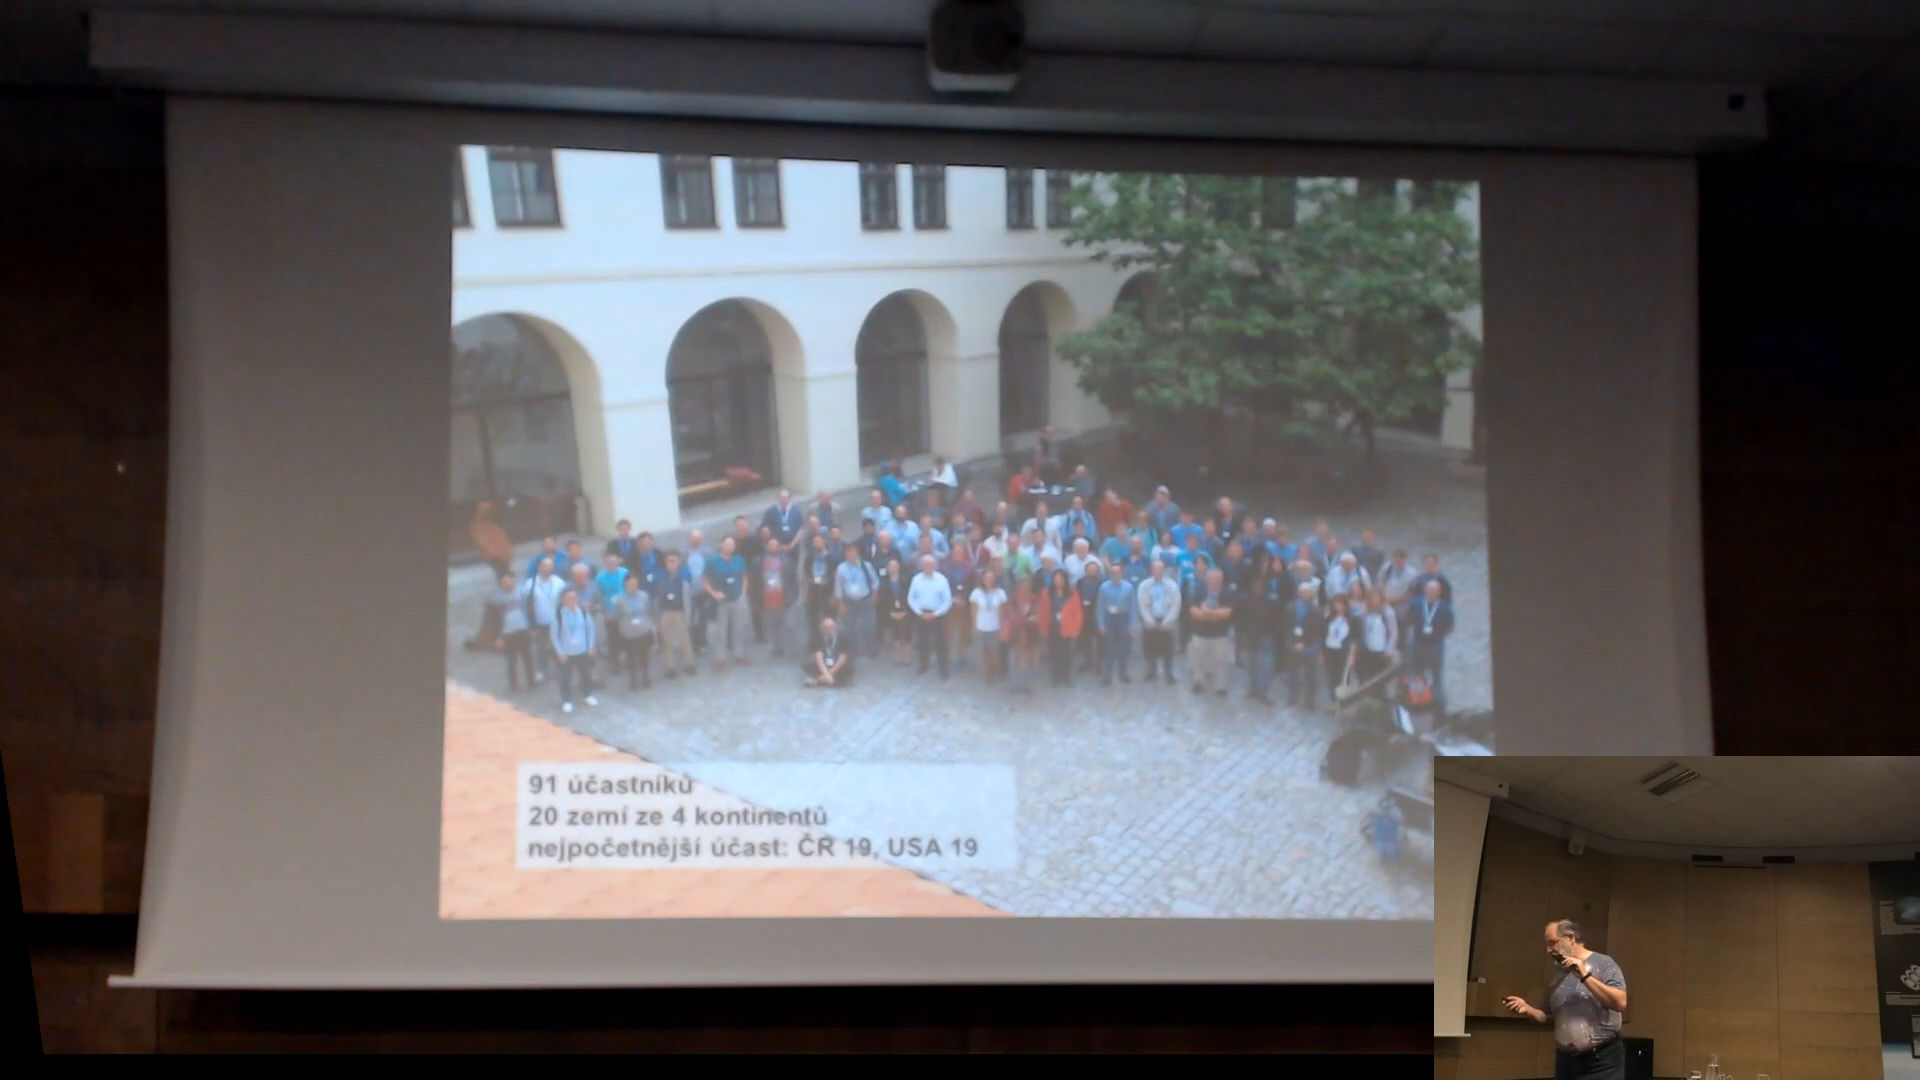 91 účastníků
20 zemí ze 4 kontinentů
nejpočetnější účast: ČR 19, USA 19